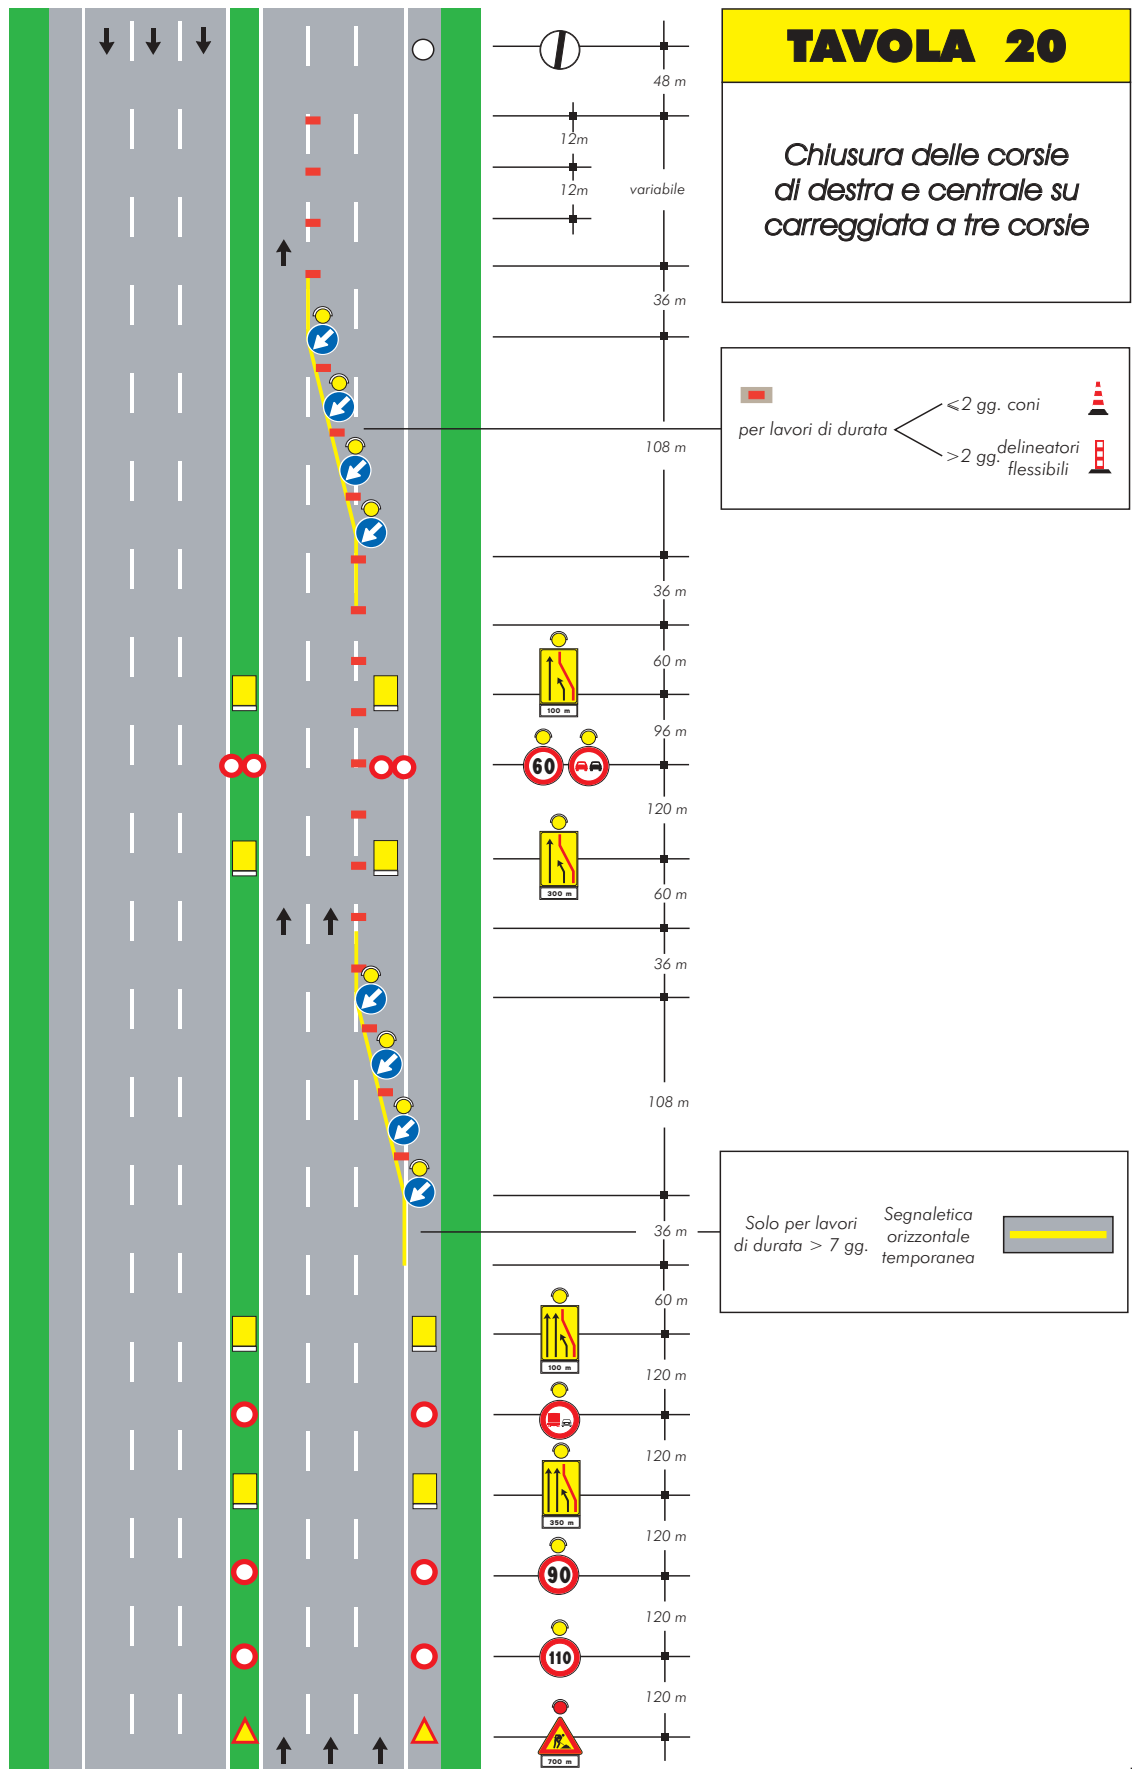 TAVOLA 20
Chiusura delle corsie
di destra e centrale su
carreggiata a tre corsie
48 m
12m
12m
variabile
36 m
per lavori di durata
⩽2 gg. coni
>2 gg. delineatori
flessibili
108 m
36 m
60 m
100 m
96 m
60
120 m
300 m
60 m
36 m
108 m
36 m
Solo per lavori
di durata > 7 gg.
Segnaletica
orizzontale
temporanea
60 m
100 m
120 m
120 m
350 m
120 m
90
120 m
110
120 m
700 m